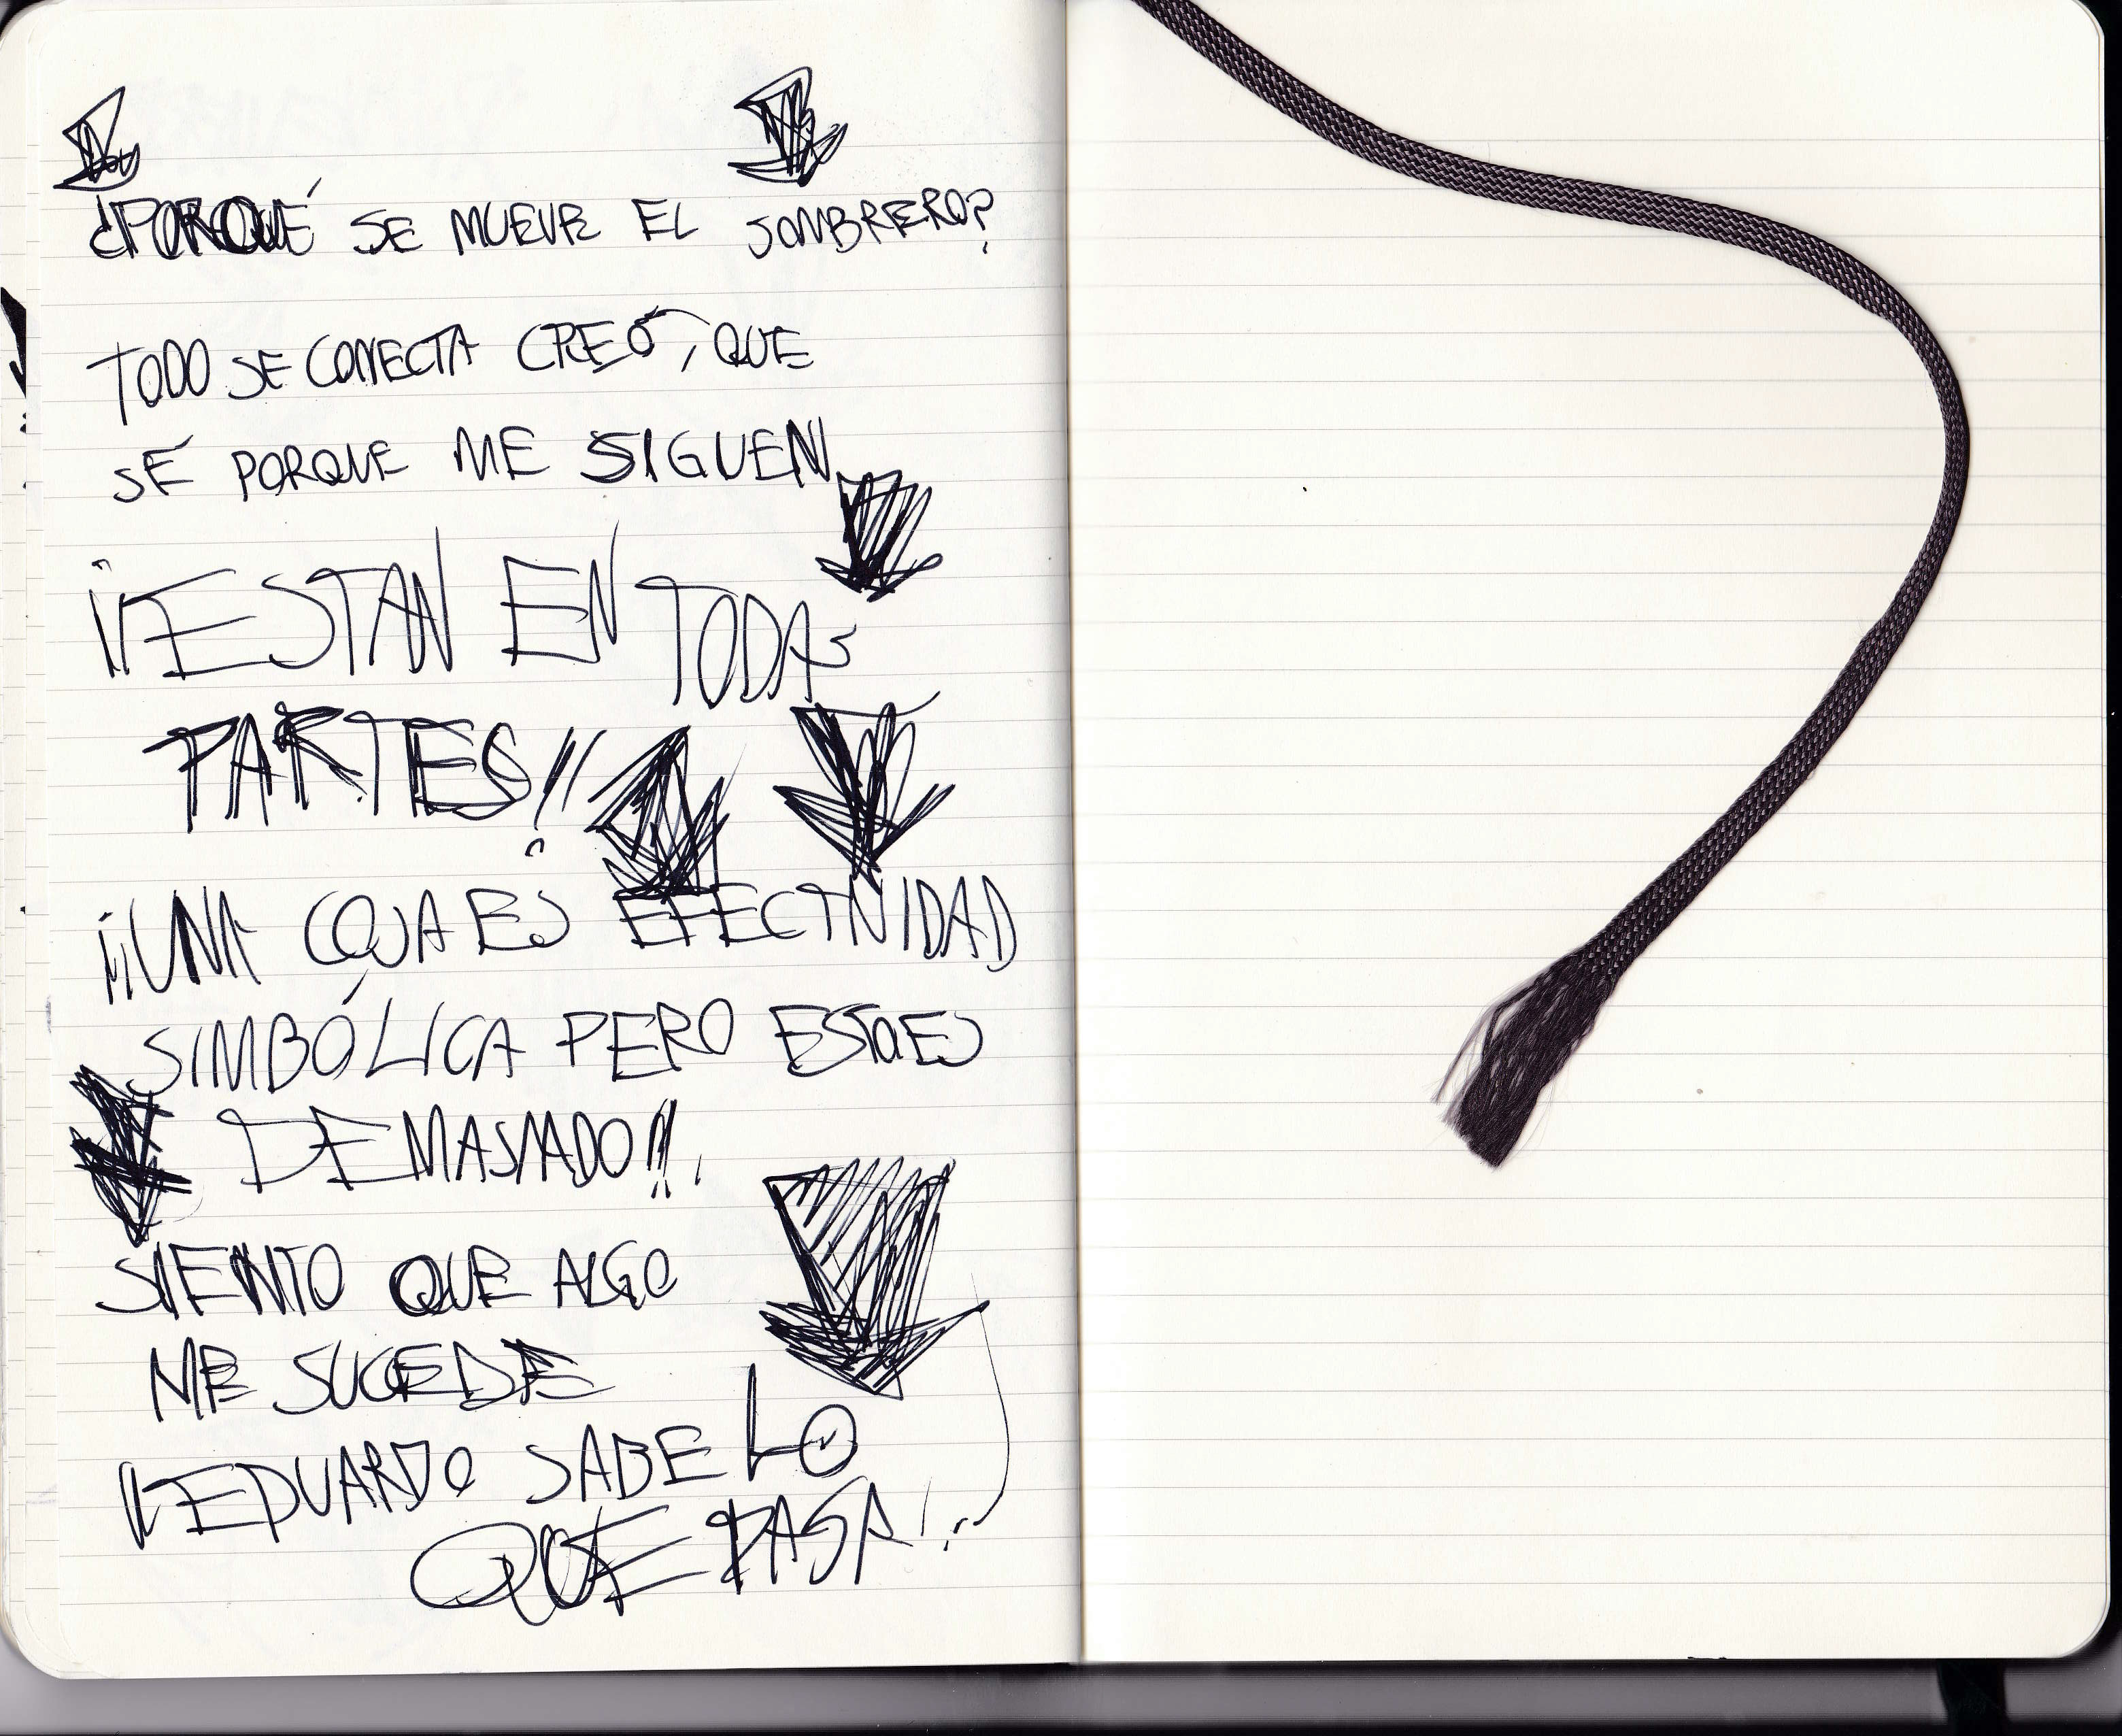 ¿PORQUÉ SE MUEVE EL SOMBRERO?
TODO SE CONECTA CREO, QUE
SÉ PORQUE ME SIGUEN
¡¡ESTAN EN TODAS
PARTES!!
¡¡UNA COSA ES EFECTIVIDAD
SIMBÓLICA PERO ESTO ES
DEMASIADO!!
SIENTO QUE ALGO
ME SUCEDE
EDUARDO SABE LO
QUE PASA!